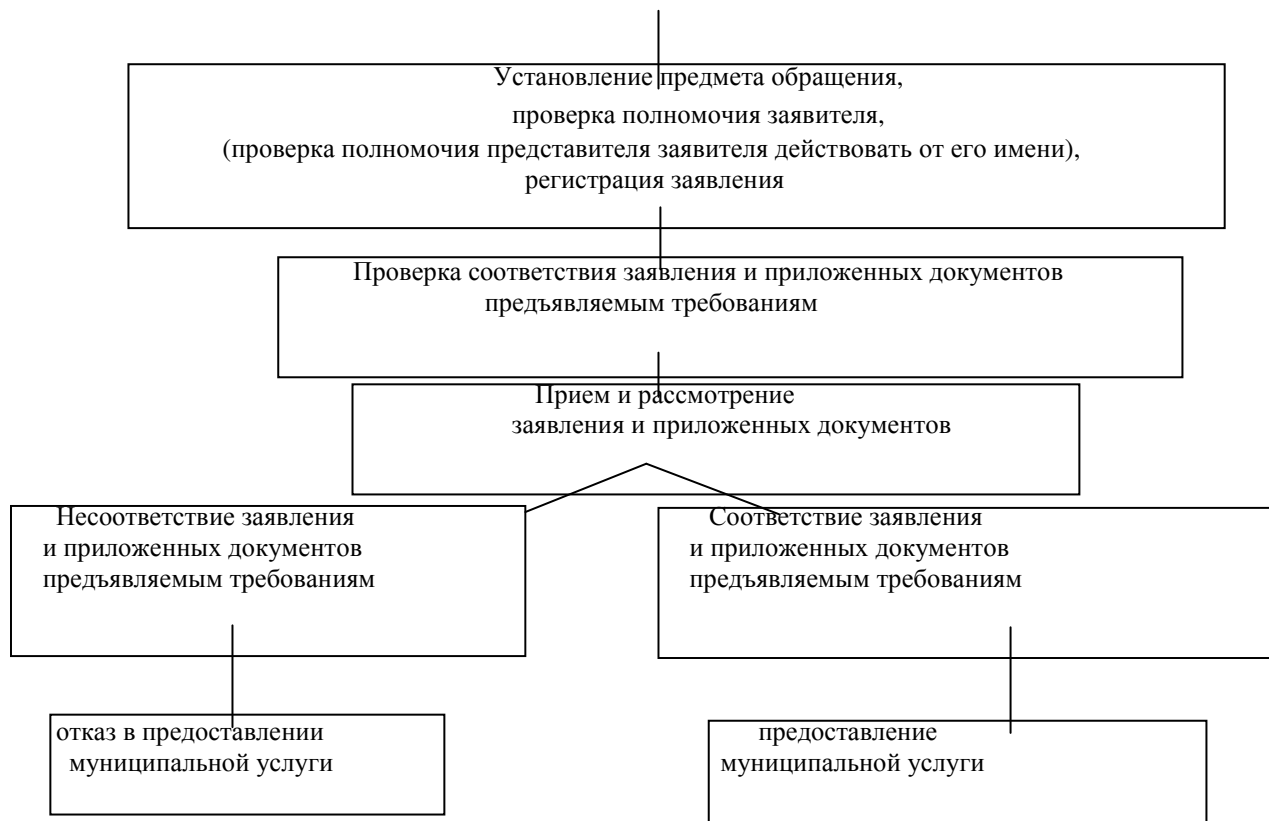 Установление предмета обращения,
проверка полномочия заявителя,
(проверка полномочия представителя заявителя действовать от его имени),
регистрация заявления
Проверка соответствия заявления и приложенных документов
предъявляемым требованиям
Прием и рассмотрение
заявления и приложенных документов
Несоответствие заявления
и приложенных документов
предъявляемым требованиям
Соответствие заявления
и приложенных документов
предъявляемым требованиям
отказ в предоставлении
муниципальной услуги
предоставление
муниципальной услуги